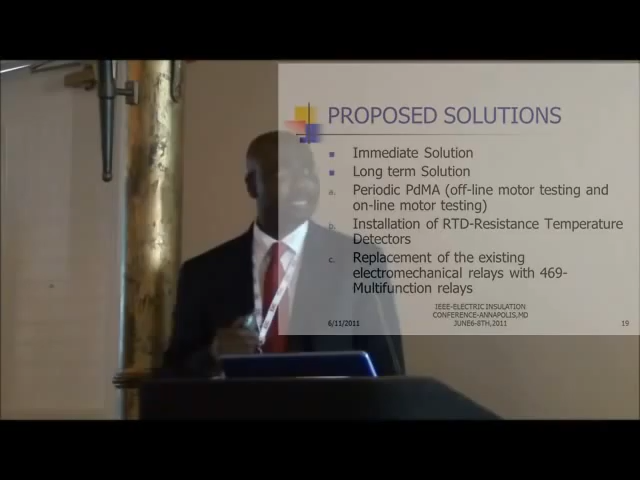 PROPOSED SOLUTIONS
Immediate Solution
Long term Solution
a. Periodic PdMA (off-line motor testing and
on-line motor testing)
b. Installation of RTD-Resistance Temperature
Detectors
c. Replacement of the existing
electromechanical relays with 469-
Multifunction relays
IEEE-ELECTRIC INSULATION
CONFERENCE-ANNAPOLIS,MD
6/11/2011 JUNE6-8TH,2011 19